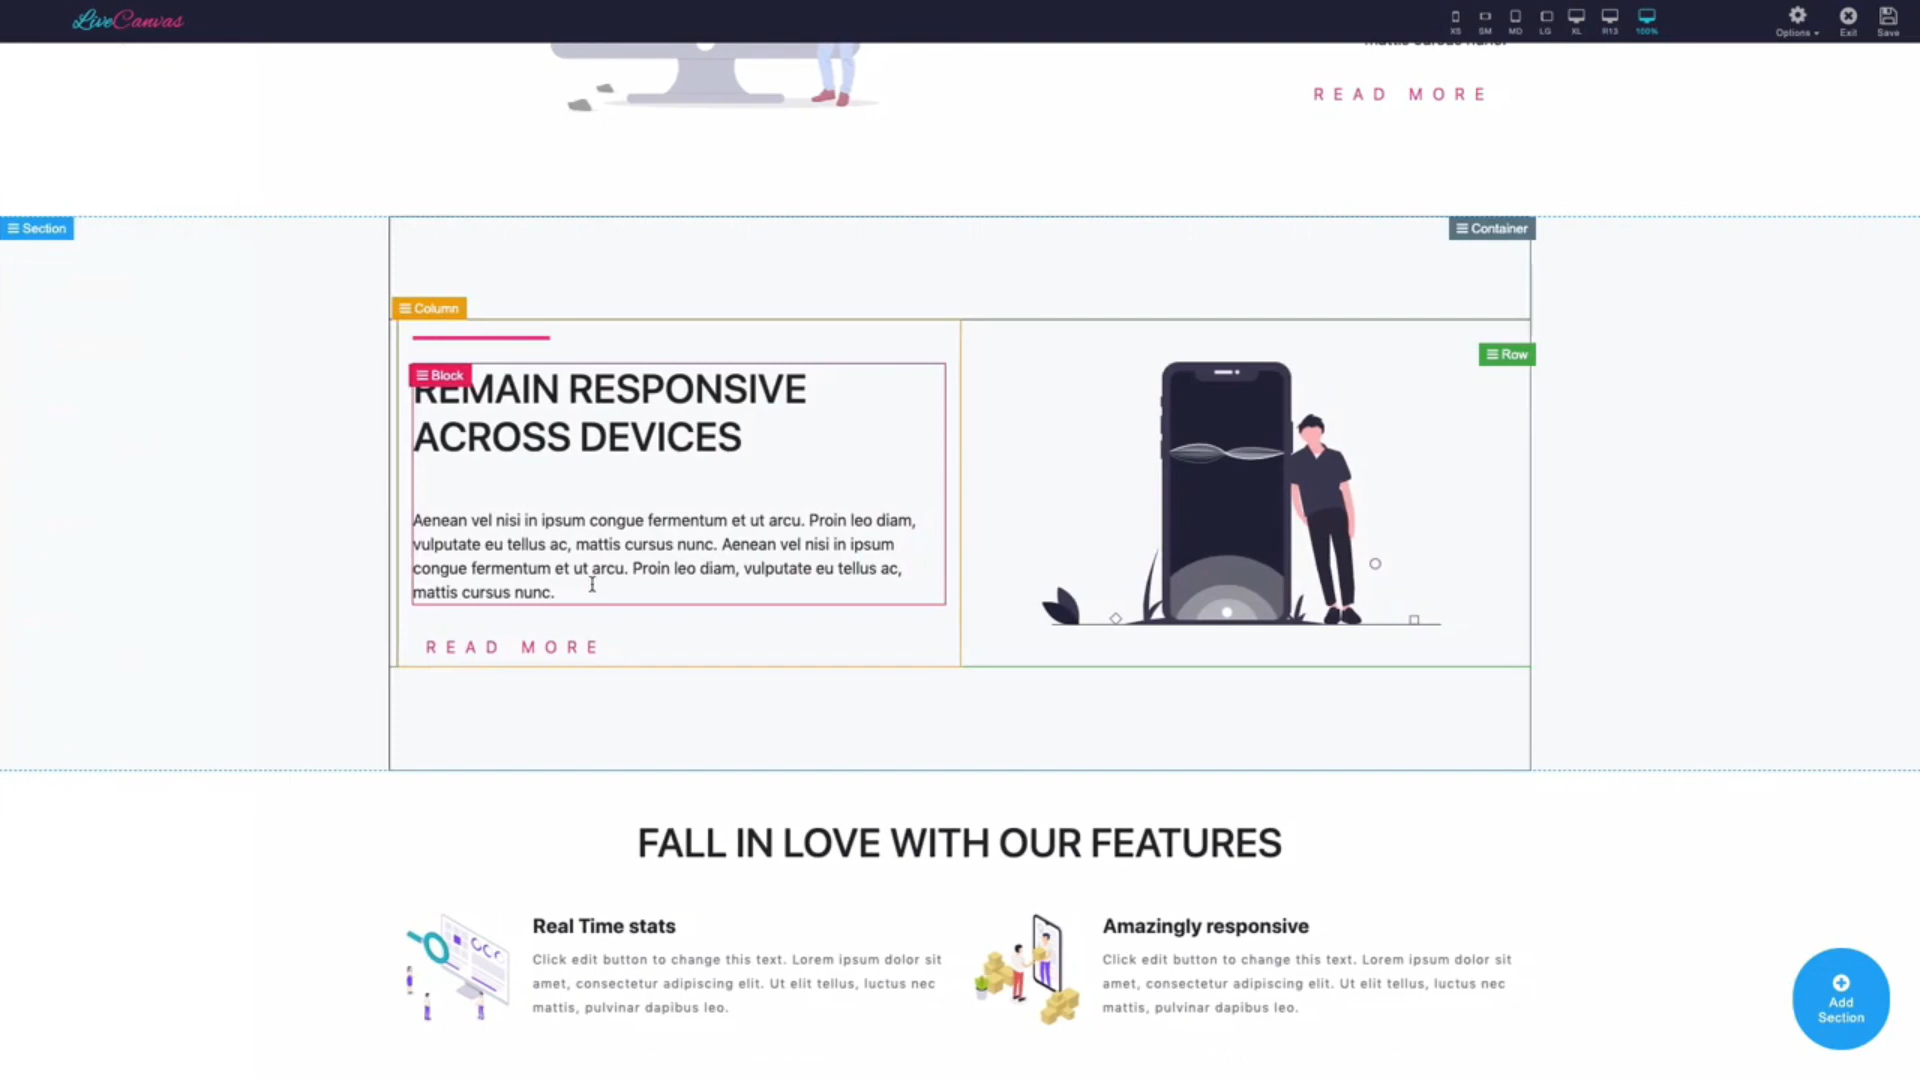 LiveCanvas
XS SM MD LG XL R13 100% Options Exit Save
mattis cursus nunc.
READ MORE
Section
Container
Column
Row
Block
REMAIN RESPONSIVE
ACROSS DEVICES
Aenean vel nisi in ipsum congue fermentum et ut arcu. Proin leo diam,
vulputate eu tellus ac, mattis cursus nunc. Aenean vel nisi in ipsum
congue fermentum et ut arcu. Proin leo diam, vulputate eu tellus ac,
mattis cursus nunc.
READ MORE
FALL IN LOVE WITH OUR FEATURES
Real Time stats
Click edit button to change this text. Lorem ipsum dolor sit
amet, consectetur adipiscing elit. Ut elit tellus, luctus nec
mattis, pulvinar dapibus leo.
Amazingly responsive
Click edit button to change this text. Lorem ipsum dolor sit
amet, consectetur adipiscing elit. Ut elit tellus, luctus nec
mattis, pulvinar dapibus leo.
Add
Section